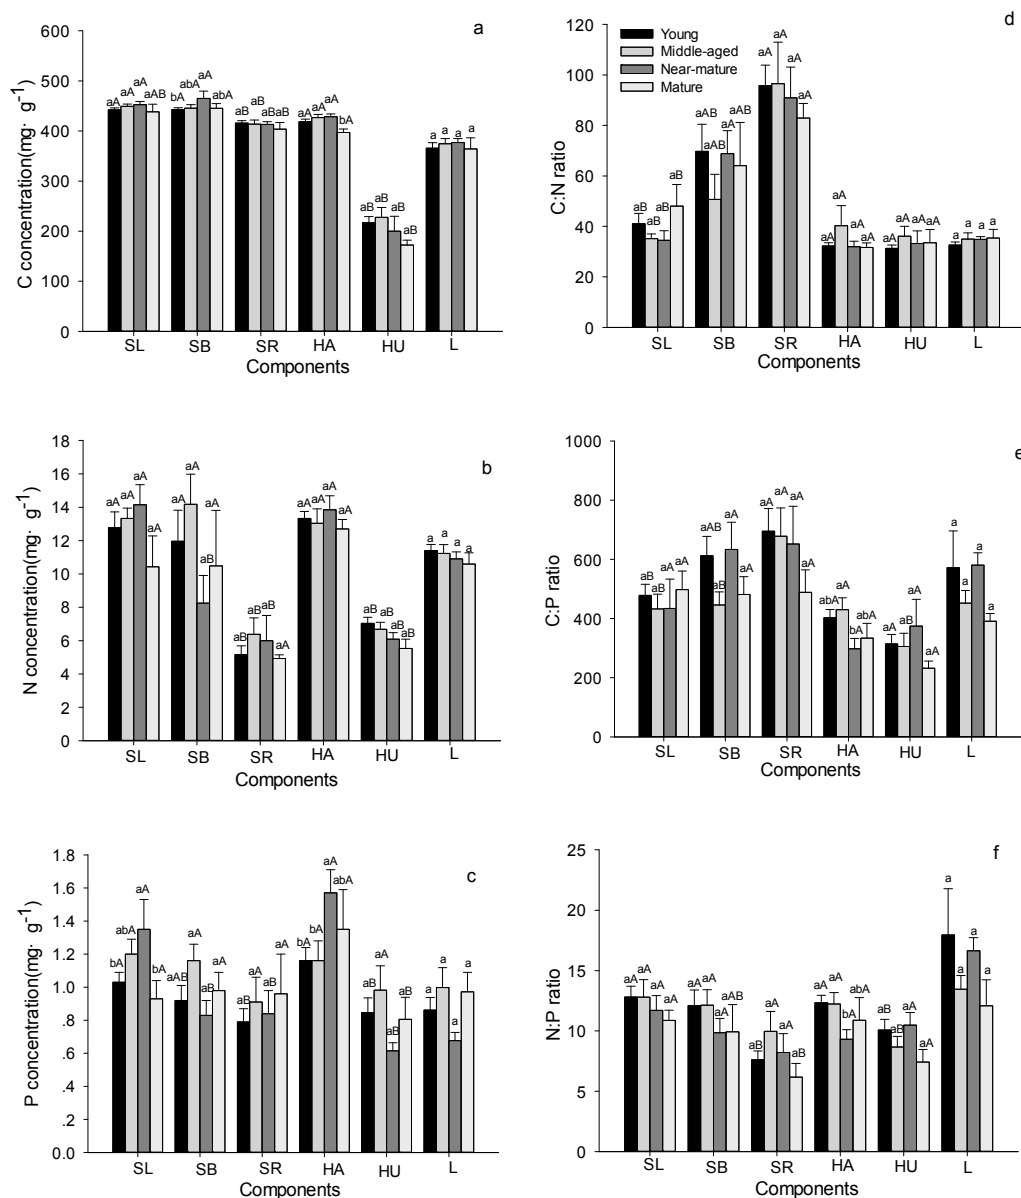 a
C concentration(mg· g-1)
600
500
400
300
200
100
0
aA aA aA aAB
bA abA aA abA
aB aB aB aB
aA aA aA bA
aB aB aB aB
a a a a
SL SB SR HA HU L
Components
d
Young
Middle-aged
Near-mature
Mature
C:N ratio
120
100
80
60
40
20
0
aB aB aB aB
aAB aAB aA aAB
aA aA aA aA
aA aA aA aA
aA aA aA aA
a a a a
SL SB SR HA HU L
Components
b
N concentration(mg· g-1)
18
16
14
12
10
8
6
4
2
0
aA aA aA aA
aA aA aB aA
aB aB aB aA
aA aA aA aA
aB aB aB aB
a a a a
SL SB SR HA HU L
Components
e
C:P ratio
1000
800
600
400
200
0
aB aB aA aA
aAB aB aA aA
aA aA aA aA
abA aA bA abA
aA aB aA aA
a a a a
SL SB SR HA HU L
Components
c
P concentration(mg· g-1)
1.8
1.6
1.4
1.2
1.0
.8
.6
.4
.2
0.0
bA abA aA bA
aAB aA aB aA
aB aA aB aA
bA bA aA abA
aB aA aB aA
a a a a
SL SB SR HA HU L
Components
f
N:P ratio
25
20
15
10
5
0
aA aA aA aA
aA aA aA aAB
aB aA aA aB
aA aA bA abA
aB aB aA aA
a a a a
SL SB SR HA HU L
Components